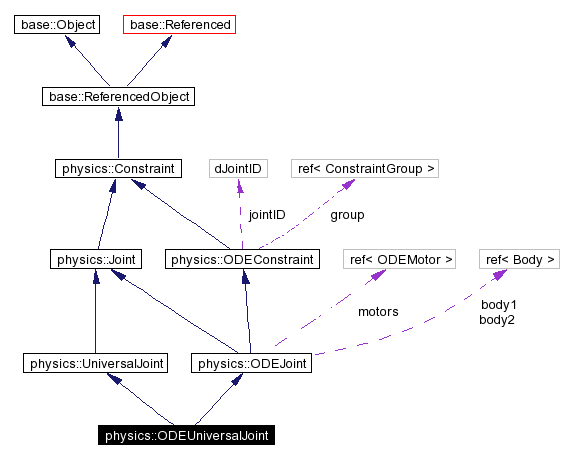 base::Object
base::Referenced
base::ReferencedObject
physics::Constraint
dJointID
ref< ConstraintGroup >
jointID
group
physics::Joint
physics::ODEConstraint
ref< ODEMotor >
ref< Body >
motors
body1
body2
physics::UniversalJoint
physics::ODEJoint
physics::ODEUniversalJoint